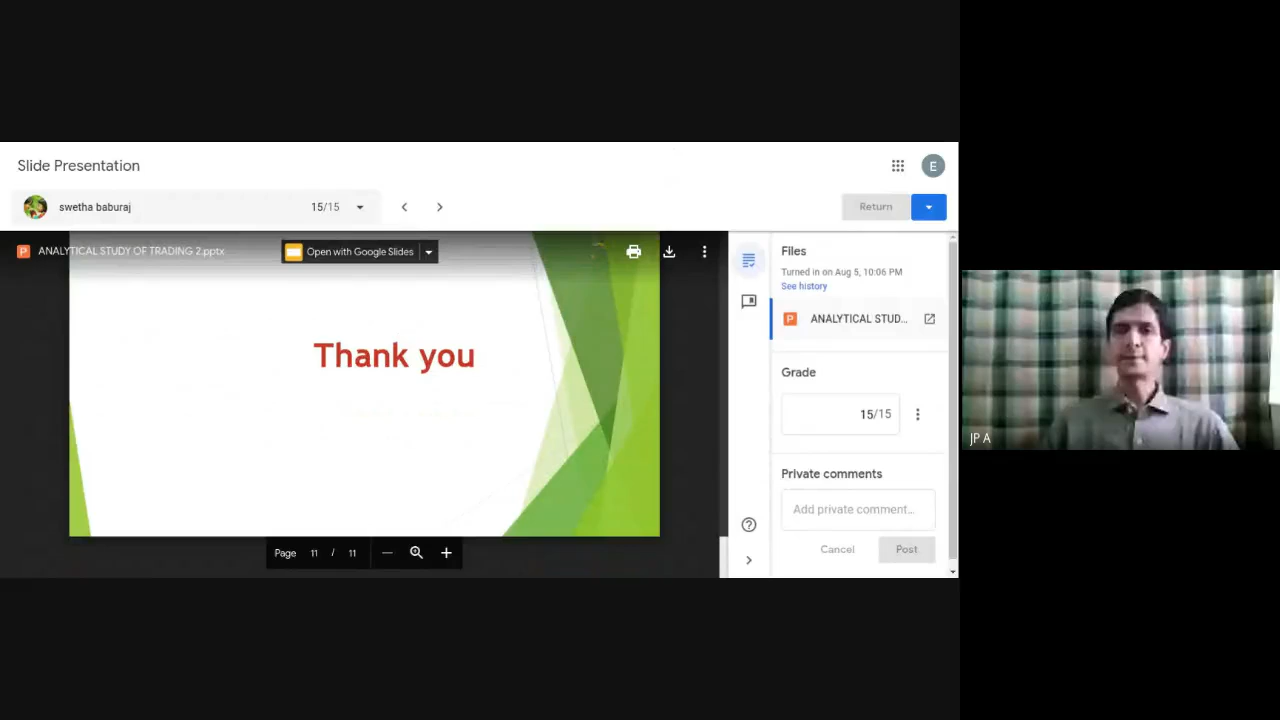 Slide Presentation
E
swetha baburaj
15/15
Return
P
ANALYTICAL STUDY OF TRADING 2.pptx
Open with Google Slides
Thank you
Page 11 / 11
Files
Turned in on Aug 5, 10:06 PM
See history
P
ANALYTICAL STUD...
Grade
15/15
Private comments
Add private comment...
Cancel
Post
JP A